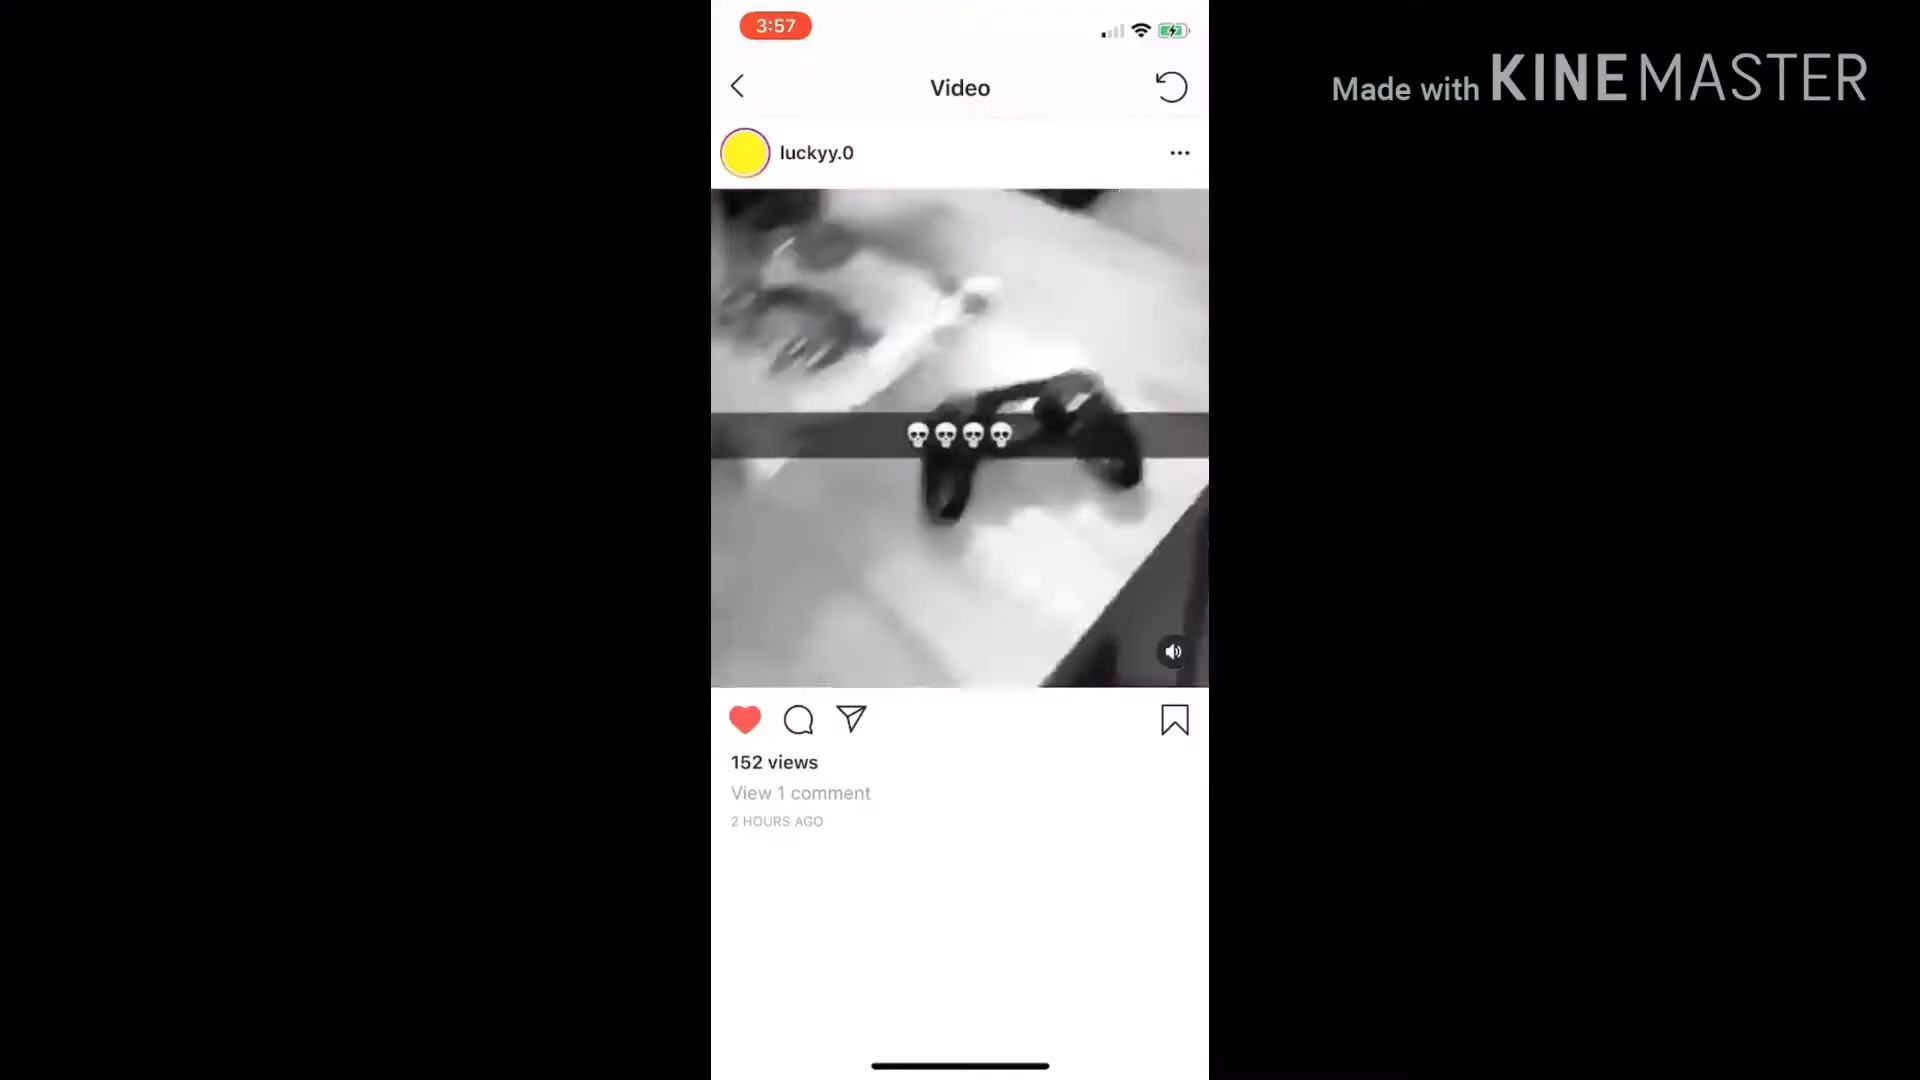 3:57
Made with KINEMASTER
Video
luckyy.0
💀💀💀💀
152 views
View 1 comment
2 HOURS AGO